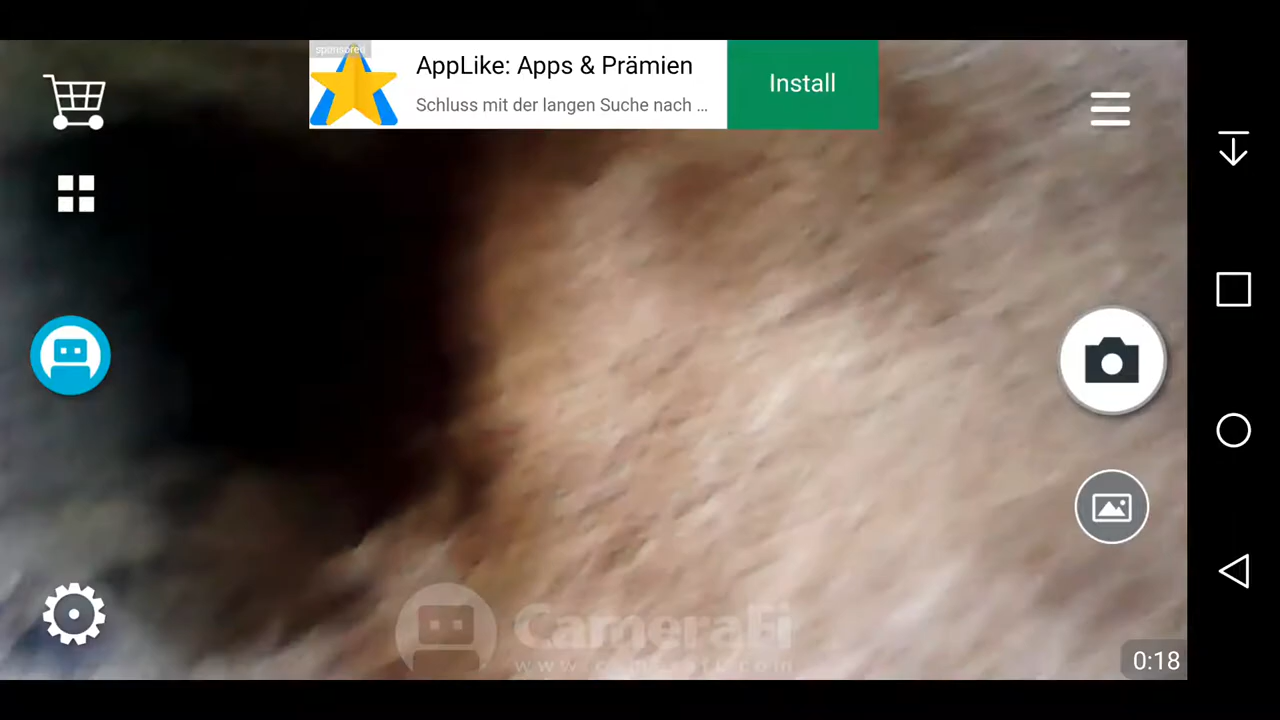 sponsored
AppLike: Apps & Prämien
Schluss mit der langen Suche nach ...
Install
CameraFi
www.camerafi.com
0:18